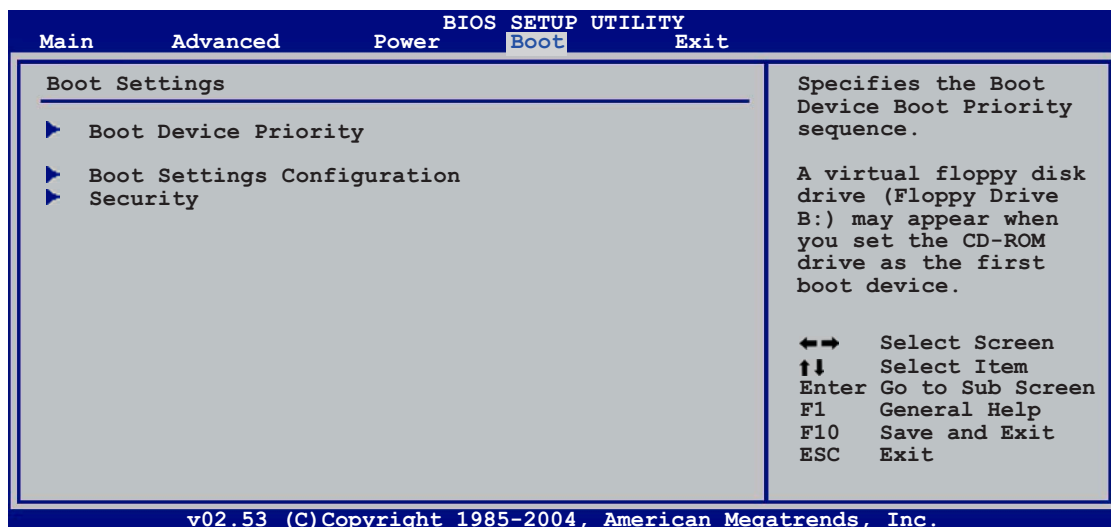 BIOS SETUP UTILITY
Main Advanced Power Boot Exit
Boot Settings
Boot Device Priority
Boot Settings Configuration
Security
Specifies the Boot
Device Boot Priority
sequence.
A virtual floppy disk
drive (Floppy Drive
B:) may appear when
you set the CD-ROM
drive as the first
boot device.
←→ Select Screen
↑↓ Select Item
Enter Go to Sub Screen
F1 General Help
F10 Save and Exit
ESC Exit
v02.53 (C)Copyright 1985-2004, American Megatrends, Inc.